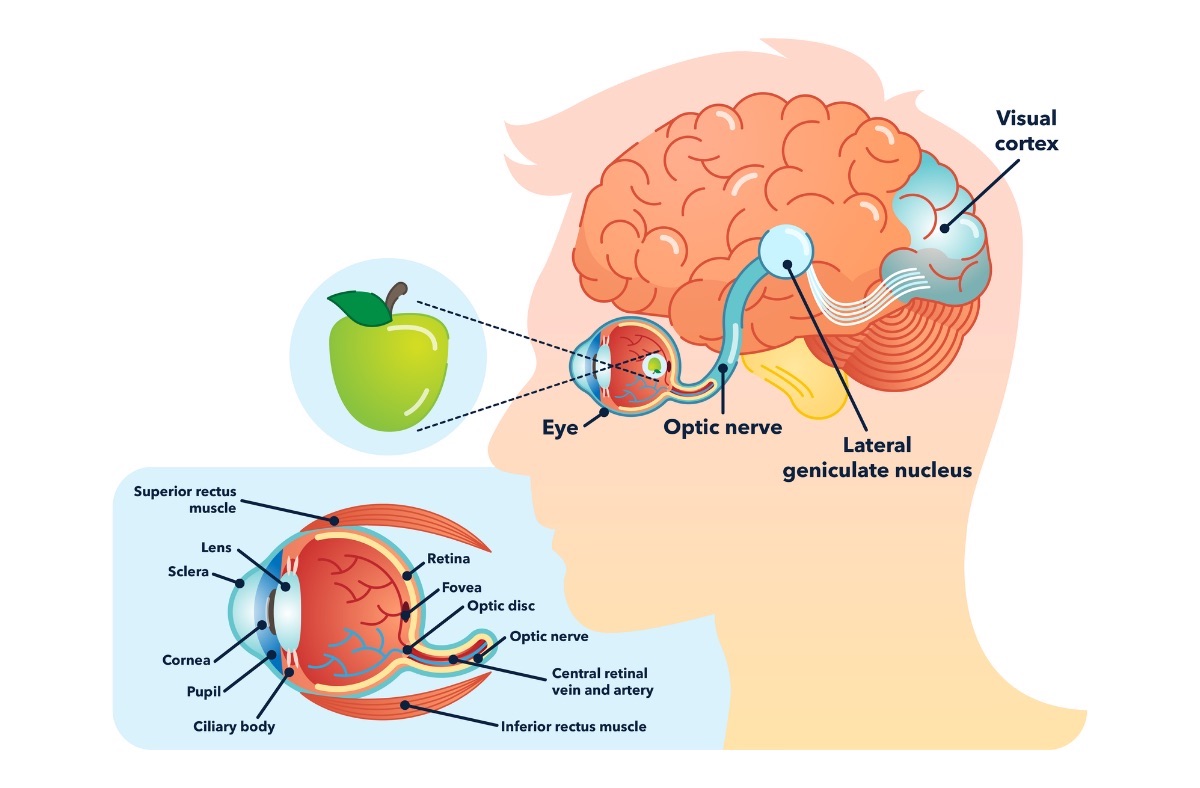 Visual
cortex
Eye
Optic nerve
Lateral
geniculate nucleus
Superior rectus
muscle
Lens
Sclera
Cornea
Pupil
Ciliary body
Retina
Fovea
Optic disc
Optic nerve
Central retinal
vein and artery
Inferior rectus muscle